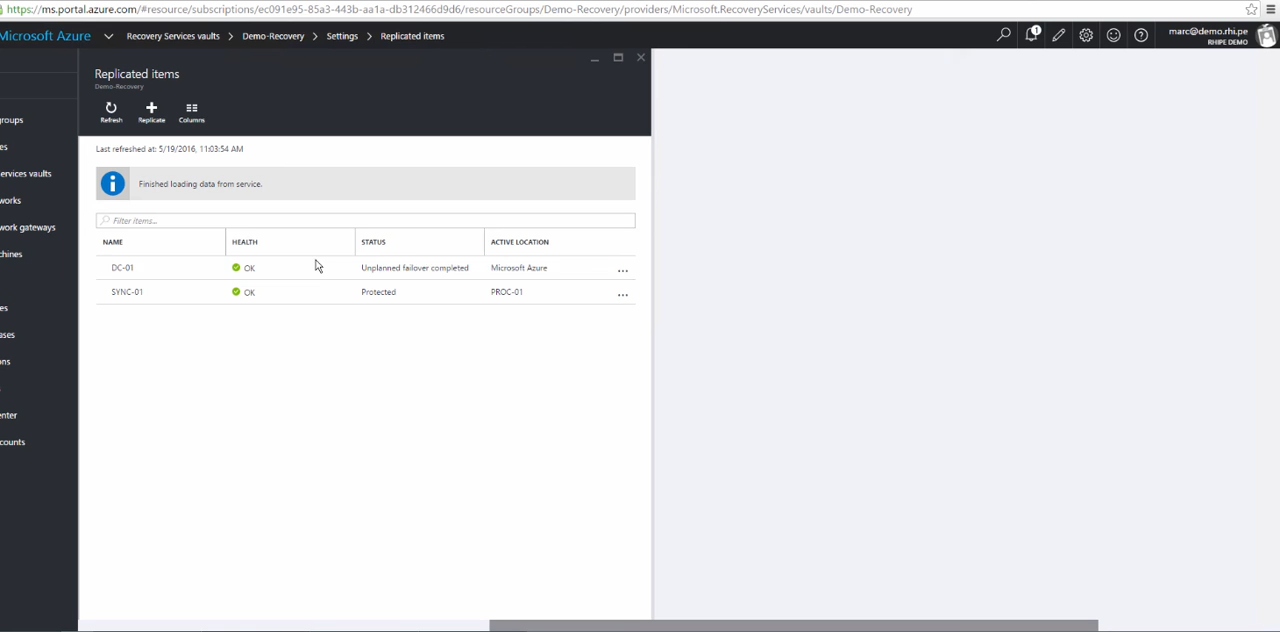 https://ms.portal.azure.com/#resource/subscriptions/ec091e95-85a3-443b-aa1a-db312466d9d6/resourceGroups/Demo-Recovery/providers/Microsoft.RecoveryServices/vaults/Demo-Recovery
Microsoft Azure Recovery Services vaults > Demo-Recovery > Settings > Replicated items 1 marc@demo.rhi.pe
RHIPE DEMO
Replicated items
Demo-Recovery
Refresh Replicate Columns
groups
es
ervices vaults
works
work gateways
chines
es
ases
ons
enter
counts
Last refreshed at: 5/19/2016, 11:03:54 AM
Finished loading data from service.
Filter items...
NAME HEALTH STATUS ACTIVE LOCATION
DC-01 OK Unplanned failover completed Microsoft Azure ...
SYNC-01 OK Protected PROC-01 ...